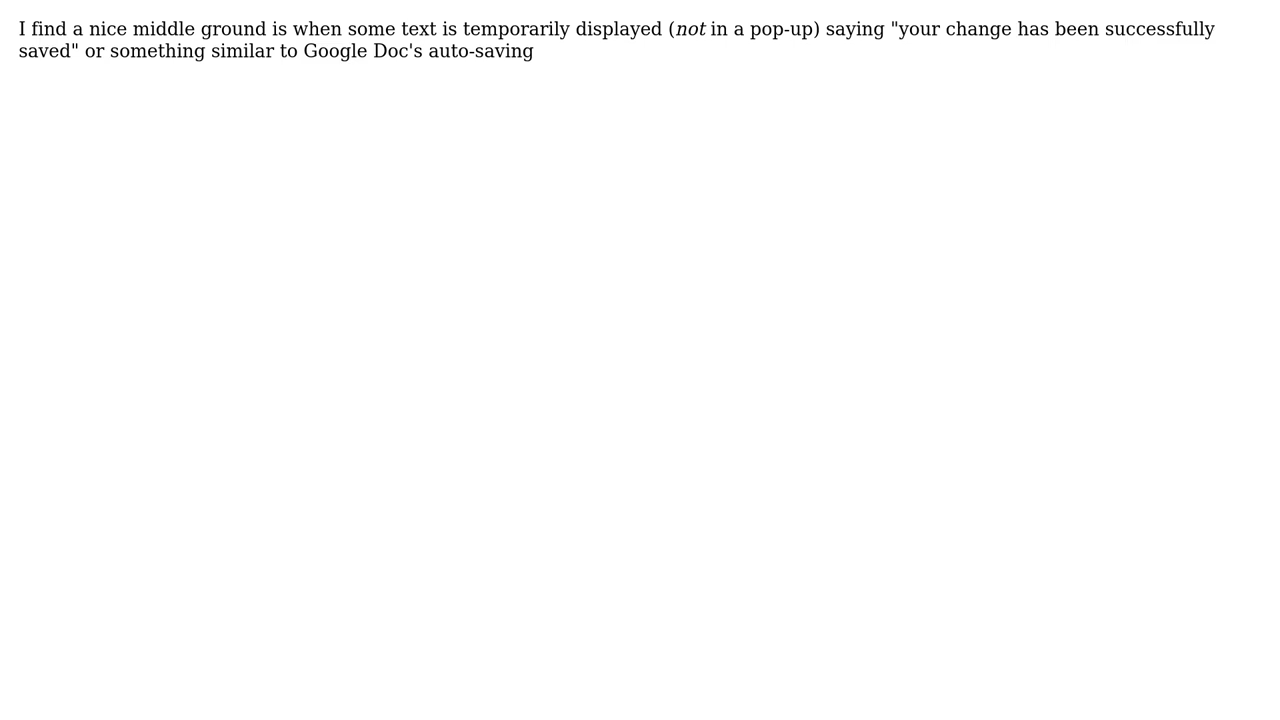 I find a nice middle ground is when some text is temporarily displayed (not in a pop-up) saying "your change has been successfully
saved" or something similar to Google Doc's auto-saving